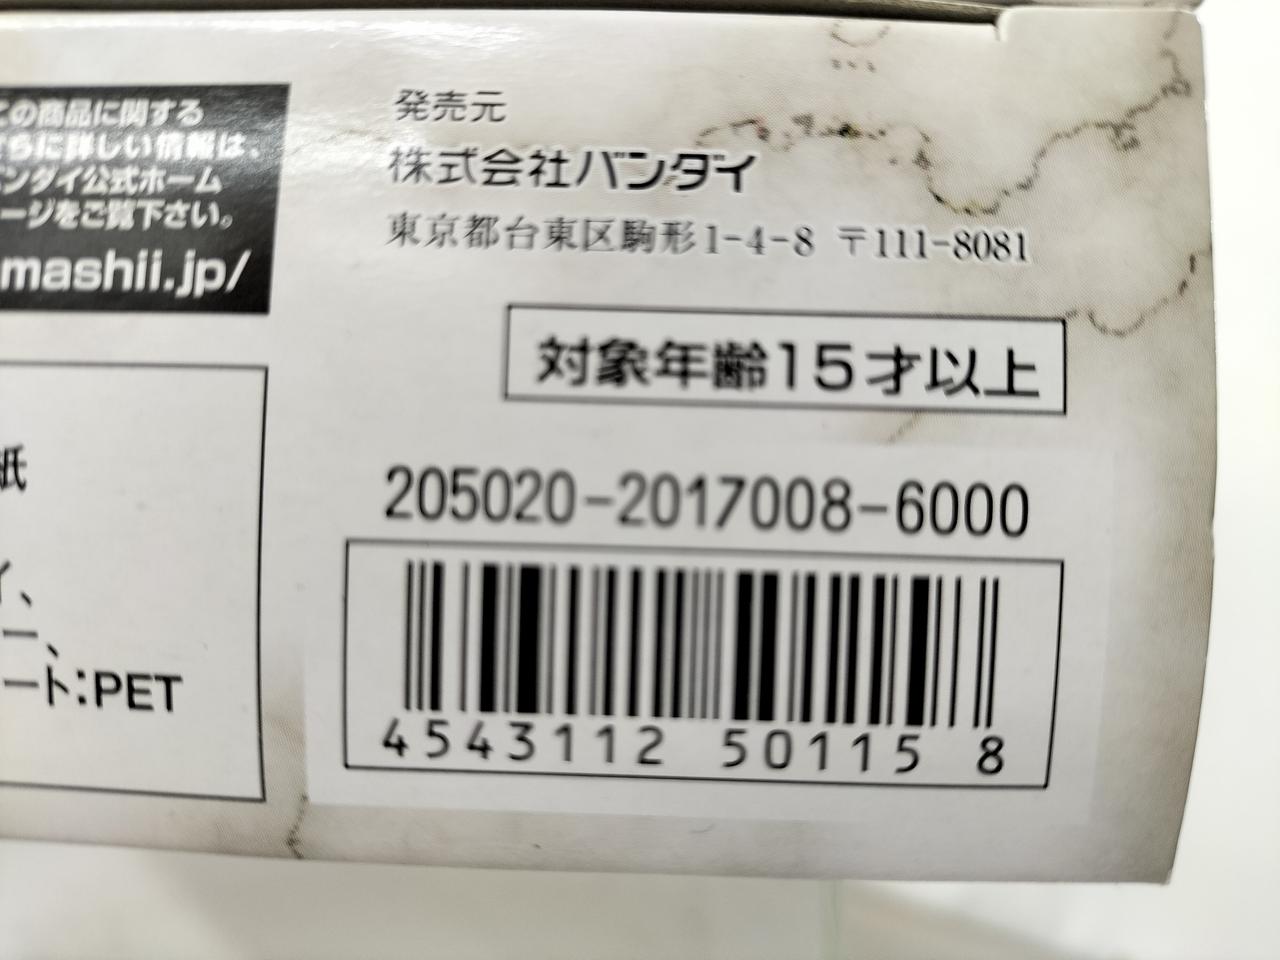 この商品に関する
さらに詳しい情報は、
バンダイ公式ホーム
ページをご覧下さい。
mashii.jp/
発売元
株式会社バンダイ
東京都台東区駒形1-4-8 〒111-8081
対象年齢15才以上
紙
イ、
ー、
ート:PET
205020-2017008-6000
4543112 50115 8